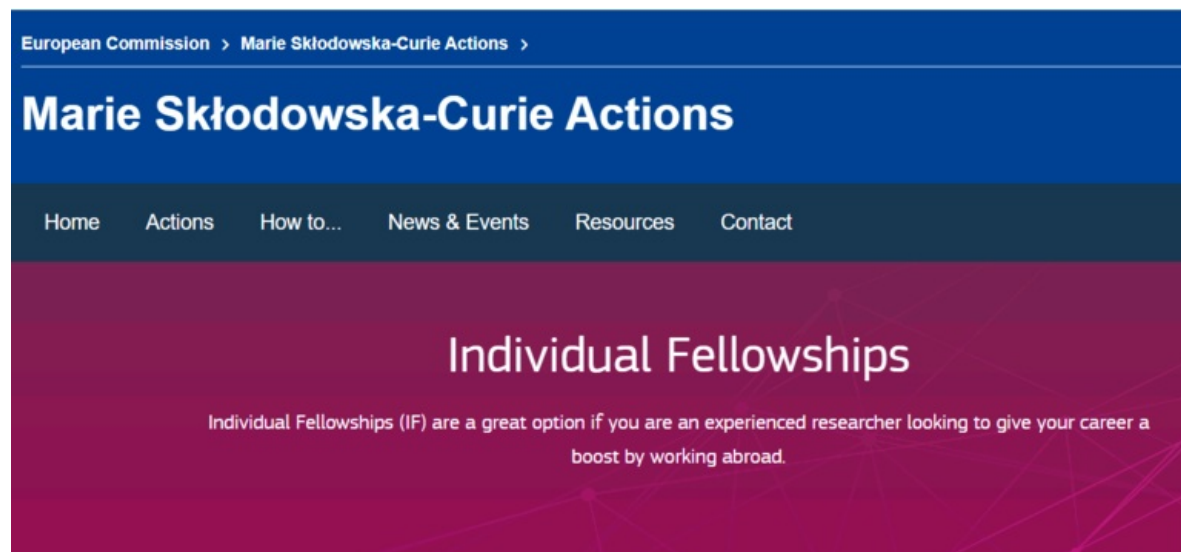 European Commission > Marie Skłodowska-Curie Actions >
Marie Skłodowska-Curie Actions
Home Actions How to... News & Events Resources Contact
Individual Fellowships
Individual Fellowships (IF) are a great option if you are an experienced researcher looking to give your career a
boost by working abroad.